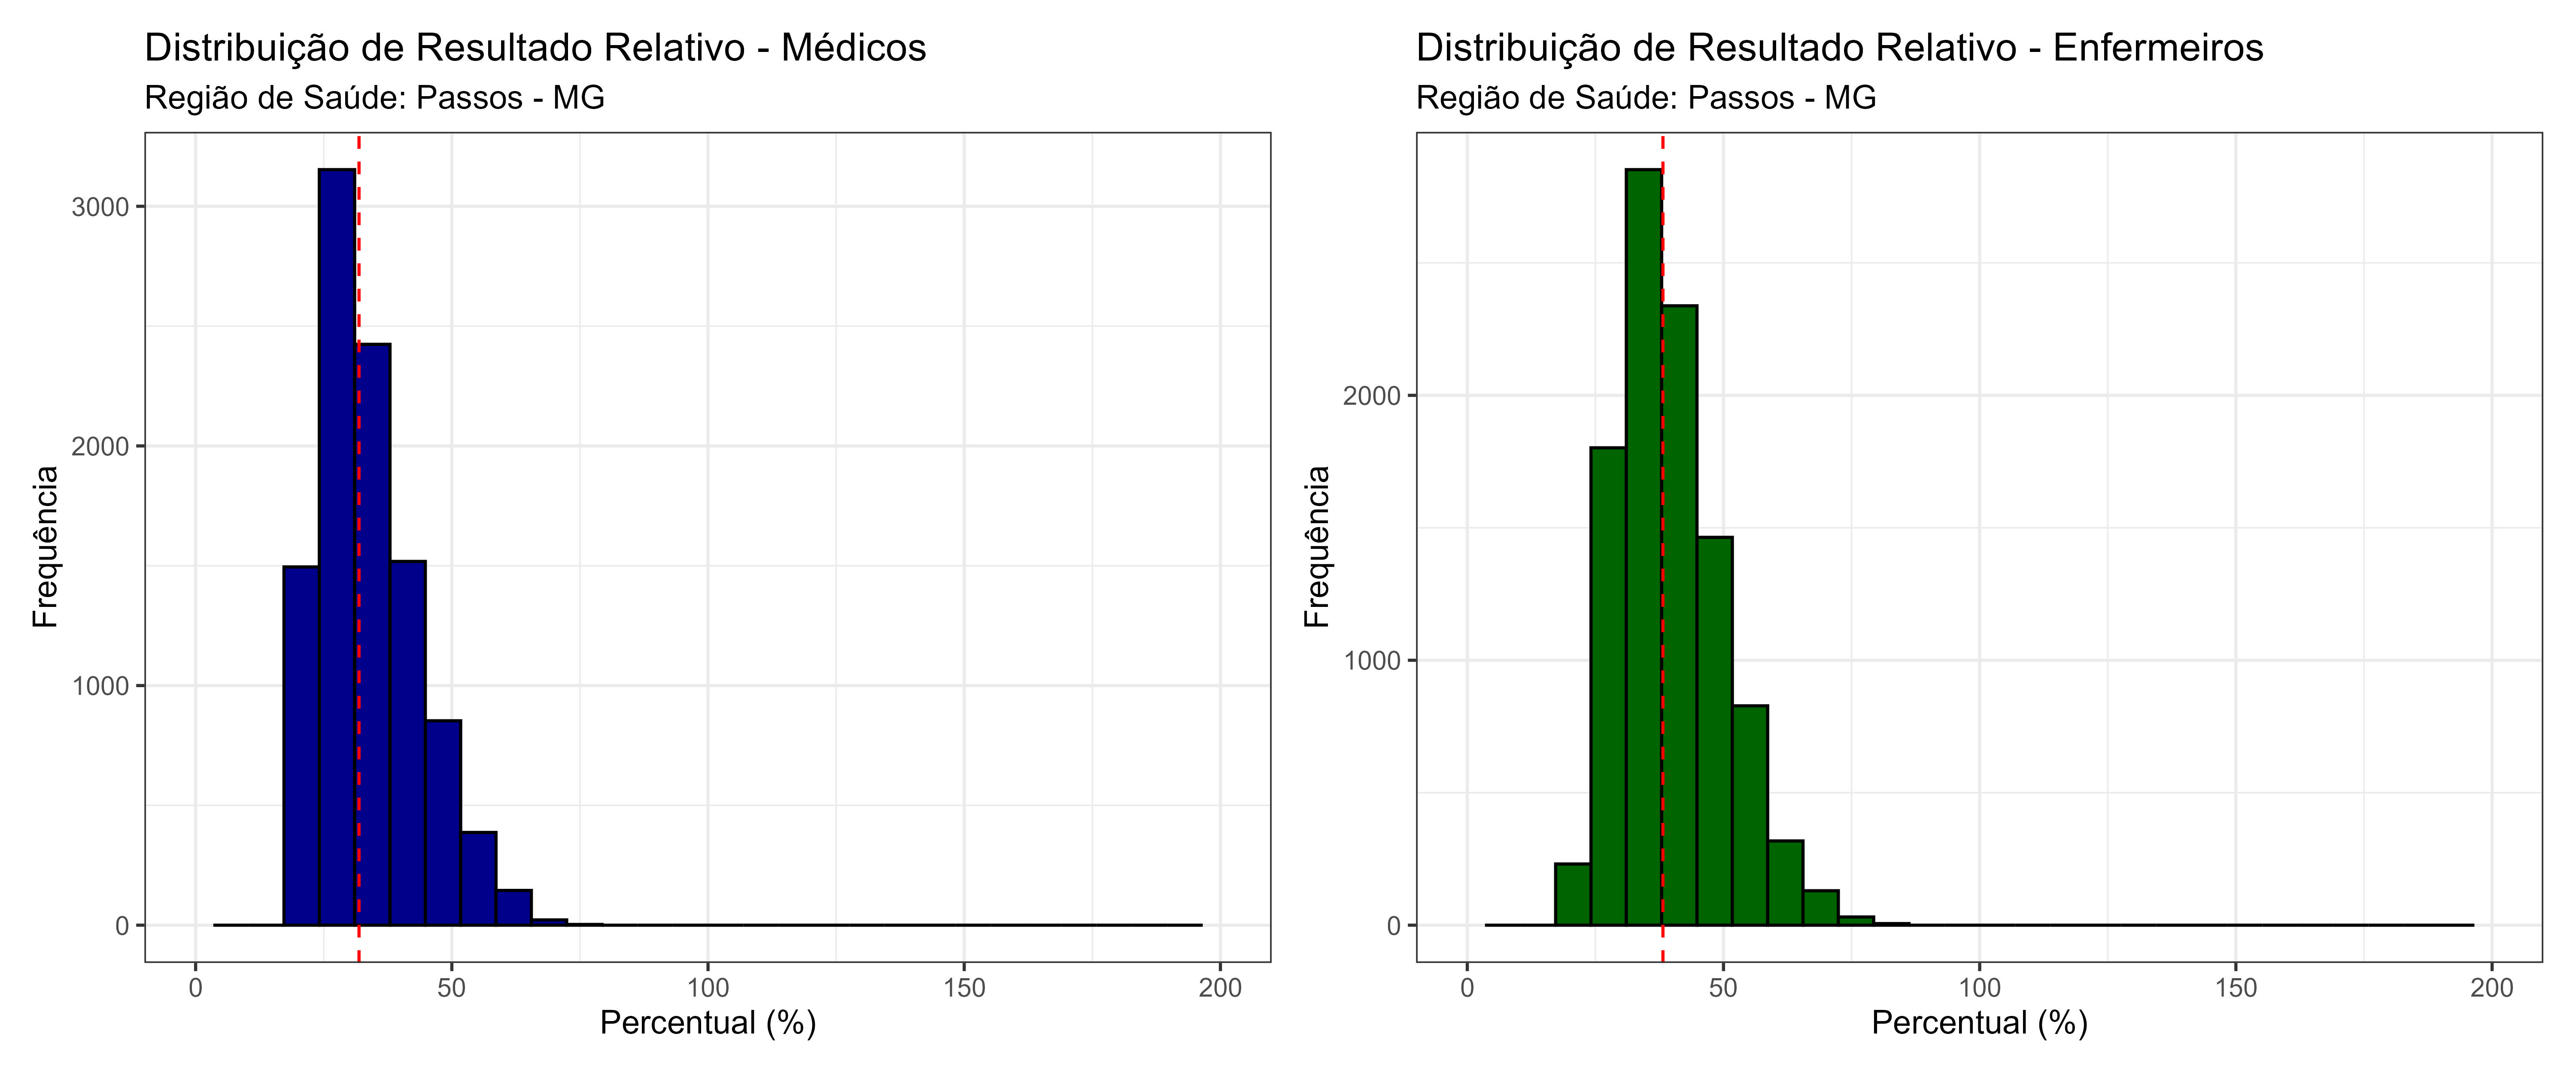 Distribuição de Resultado Relativo - Médicos
Região de Saúde: Passos - MG
Frequência
3000
2000
1000
0
0 50 100 150 200
Percentual (%)
Distribuição de Resultado Relativo - Enfermeiros
Região de Saúde: Passos - MG
Frequência
2000
1000
0
0 50 100 150 200
Percentual (%)